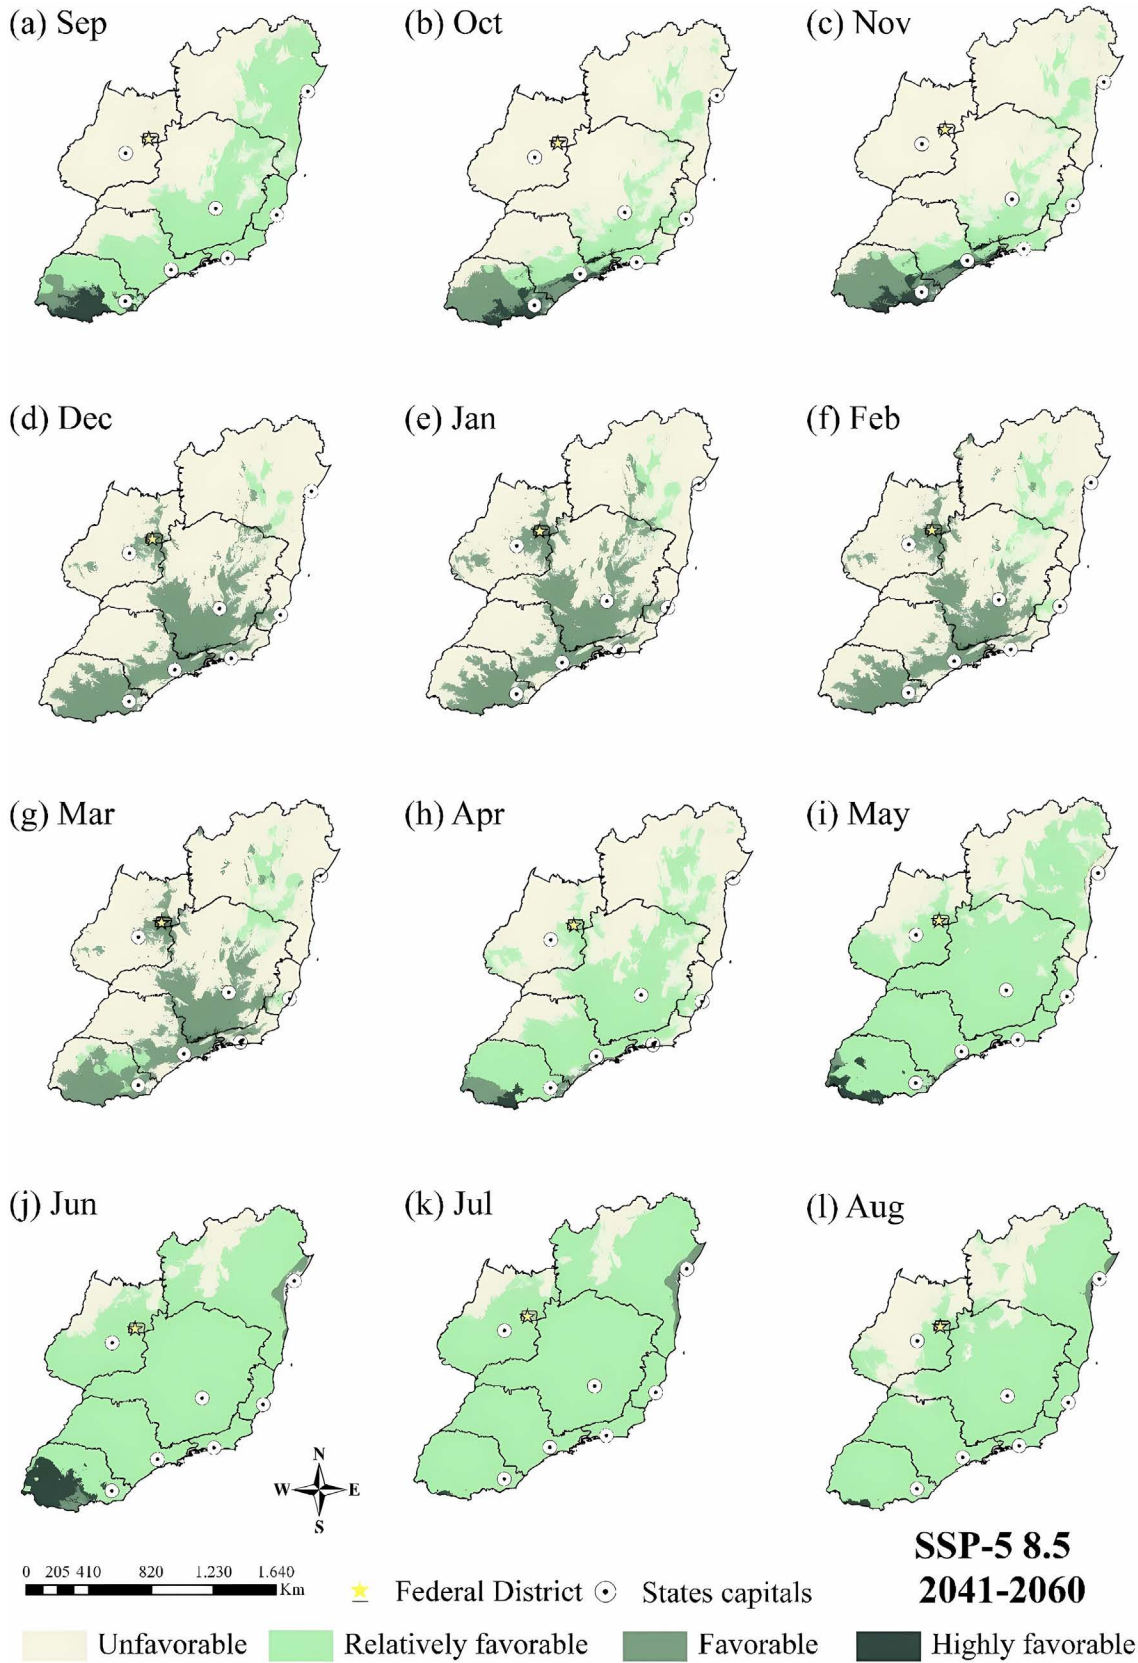 (a) Sep
(b) Oct
(c) Nov
(d) Dec
(e) Jan
(f) Feb
(g) Mar
(h) Apr
(i) May
(j) Jun
(k) Jul
(l) Aug
N
W E
S
SSP-5 8.5
2041-2060
0 205 410 820 1.230 1.640
Km
Federal District
States capitals
Unfavorable
Relatively favorable
Favorable
Highly favorable